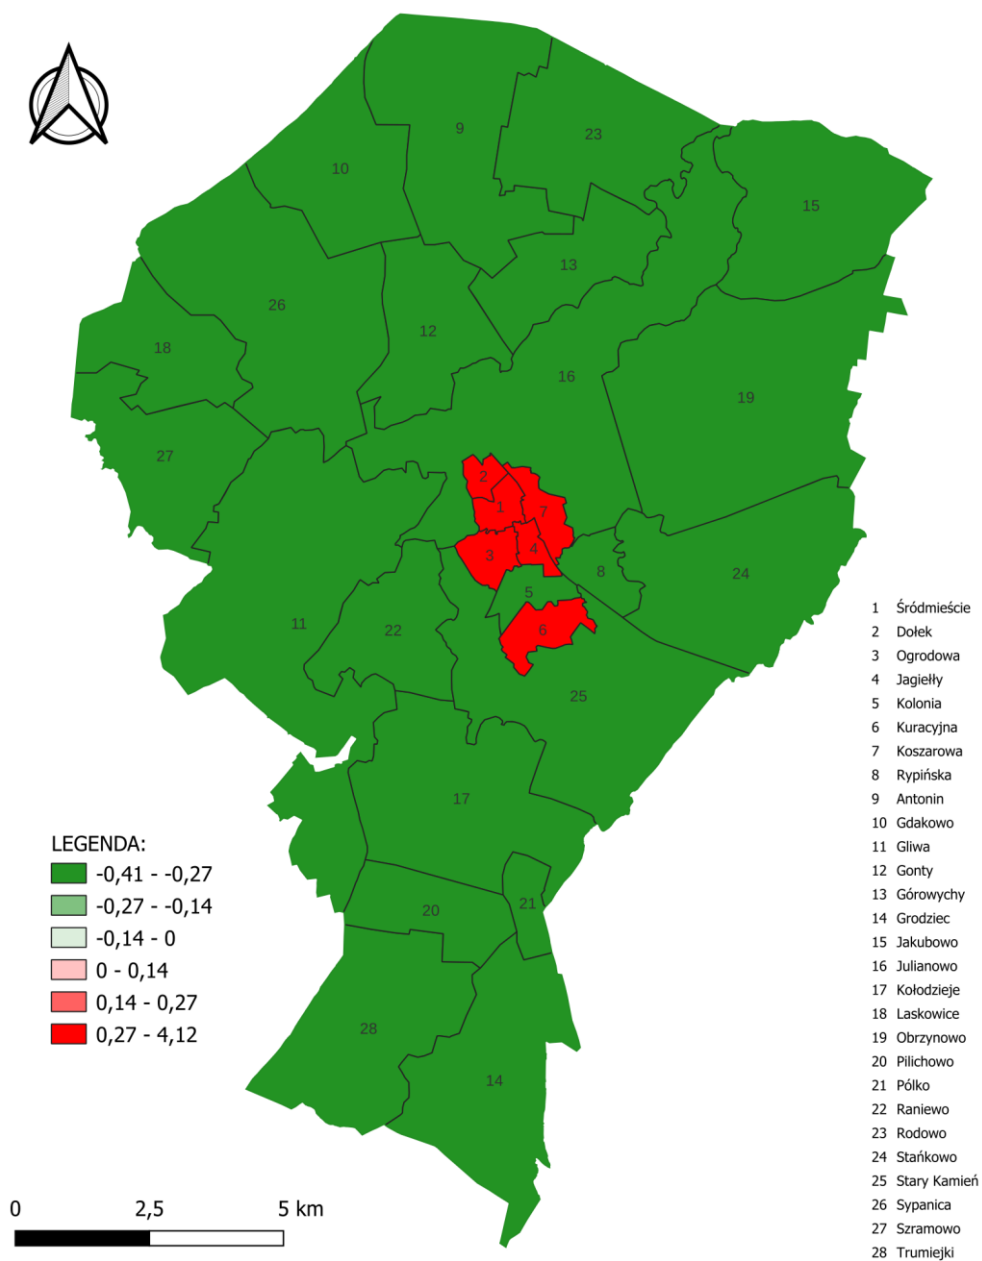 9
23
10
15
13
26
12
18
16
19
27
2
1
7
3
4
8
24
5
11
22
6
25
17
21
20
28
14
1 Śródmieście
2 Dołek
3 Ogrodowa
4 Jagiełły
5 Kolonia
6 Kuracyjna
7 Koszarowa
8 Rypińska
9 Antonin
10 Gdakowo
11 Gliwa
12 Gonty
13 Górowychy
14 Grodziec
15 Jakubowo
16 Julianowo
17 Kołodzieje
18 Laskowice
19 Obrzynowo
20 Pilichowo
21 Pólko
22 Raniewo
23 Rodowo
24 Stańkowo
25 Stary Kamień
26 Sypanica
27 Szramowo
28 Trumiejki
LEGENDA:
-0,41 - -0,27
-0,27 - -0,14
-0,14 - 0
0 - 0,14
0,14 - 0,27
0,27 - 4,12
0 2,5 5 km